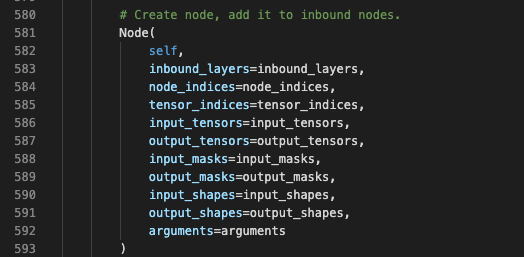 580 # Create node, add it to inbound nodes.
581 Node(
582 self,
583 inbound_layers=inbound_layers,
584 node_indices=node_indices,
585 tensor_indices=tensor_indices,
586 input_tensors=input_tensors,
587 output_tensors=output_tensors,
588 input_masks=input_masks,
589 output_masks=output_masks,
590 input_shapes=input_shapes,
591 output_shapes=output_shapes,
592 arguments=arguments
593 )